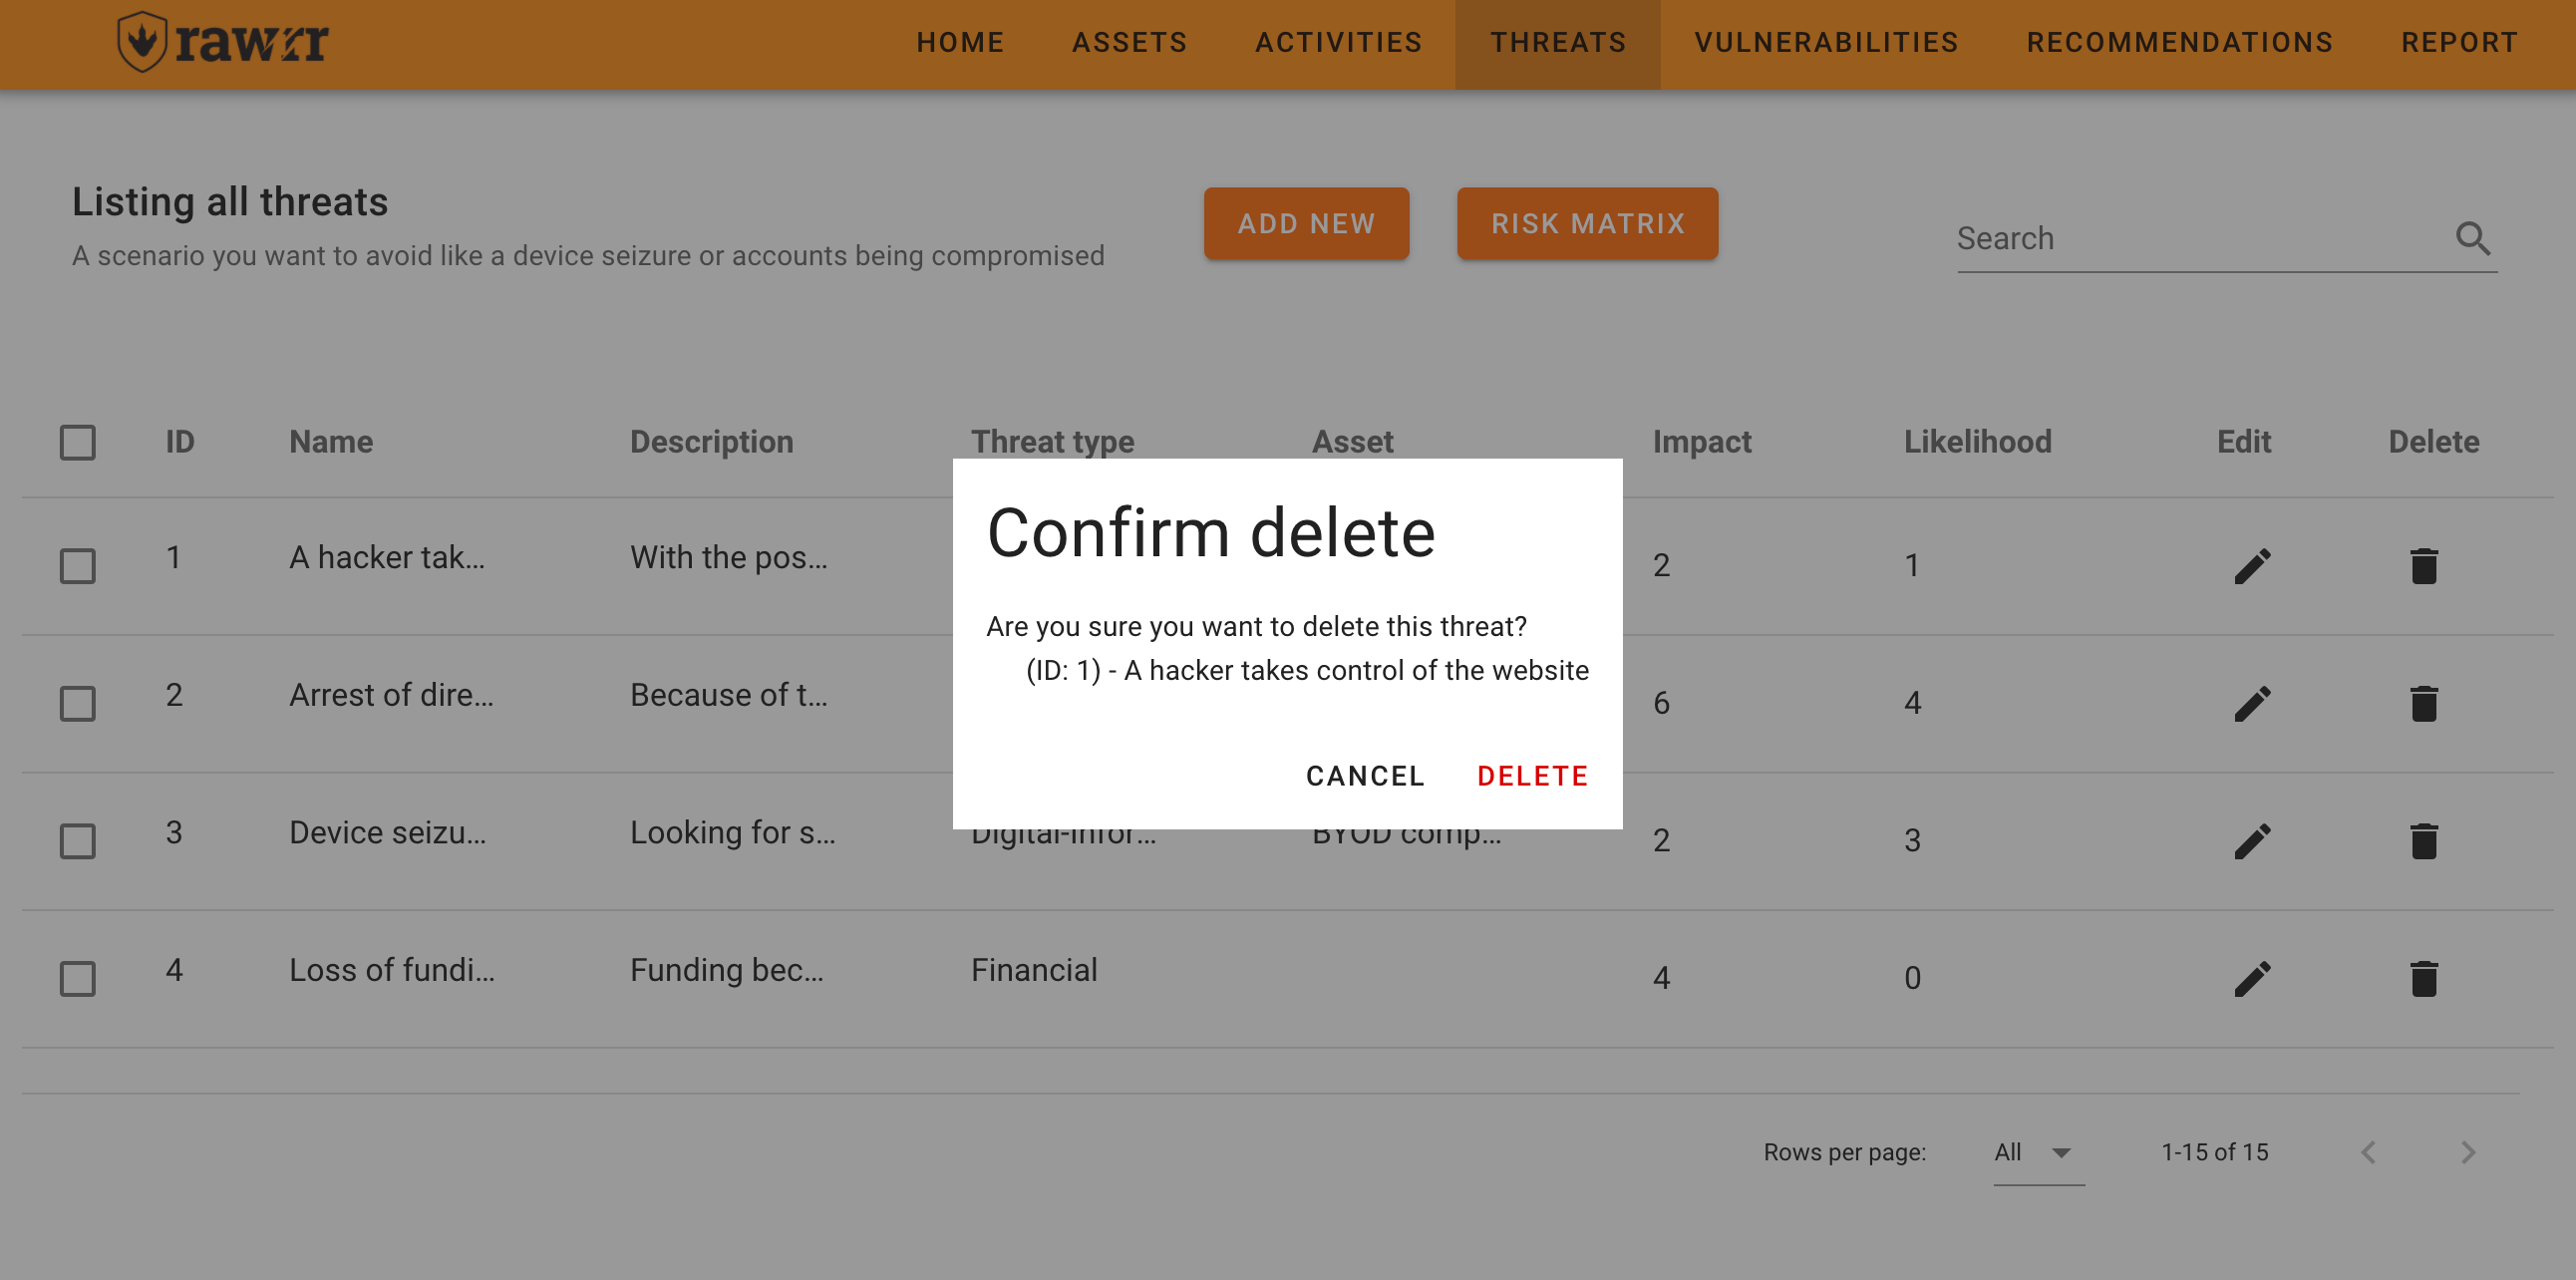 rawrr
HOME ASSETS ACTIVITIES THREATS VULNERABILITIES RECOMMENDATIONS REPORT
Listing all threats
A scenario you want to avoid like a device seizure or accounts being compromised
ADD NEW RISK MATRIX
Search
ID Name Description Threat type Asset Impact Likelihood Edit Delete
1 A hacker tak... With the pos... 2 1
2 Arrest of dire... Because of t... 6 4
3 Device seizu... Looking for s... Digital-infor... BYOD comp... 2 3
4 Loss of fundi... Funding bec... Financial 4 0
Confirm delete
Are you sure you want to delete this threat?
(ID: 1) - A hacker takes control of the website
CANCEL DELETE
Rows per page: All 1-15 of 15